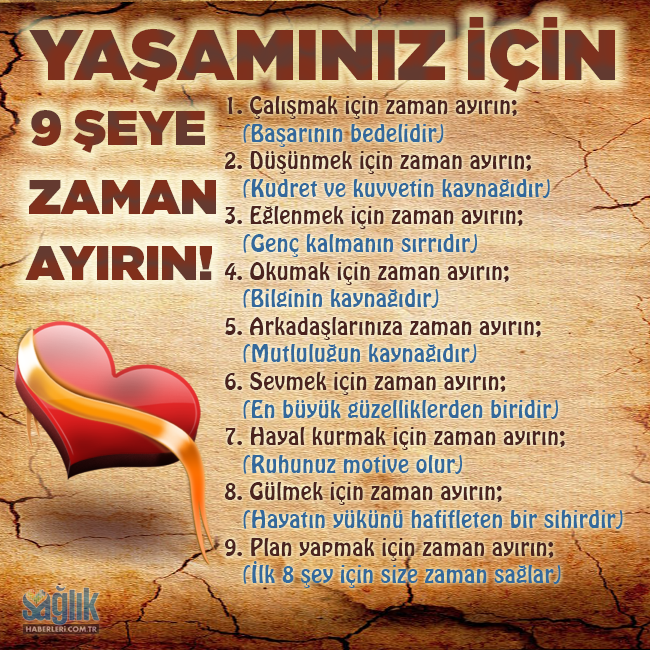 YAŞAMINIZ İÇİN
9 ŞEYE
ZAMAN
AYIRIN!
1. Çalışmak için zaman ayırın;
(Başarının bedelidir)
2. Düşünmek için zaman ayırın;
(Kudret ve kuvvetin kaynağıdır)
3. Eğlenmek için zaman ayırın;
(Genç kalmanın sırrıdır)
4. Okumak için zaman ayırın;
(Bilginin kaynağıdır)
5. Arkadaşlarınıza zaman ayırın;
(Mutluluğun kaynağıdır)
6. Sevmek için zaman ayırın;
(En büyük güzelliklerden biridir)
7. Hayal kurmak için zaman ayırın;
(Ruhunuz motive olur)
8. Gülmek için zaman ayırın;
(Hayatın yükünü hafifleten bir sihirdir)
9. Plan yapmak için zaman ayırın;
(İlk 8 şey için size zaman sağlar)
sağlık
HABERLERI.COM.TR